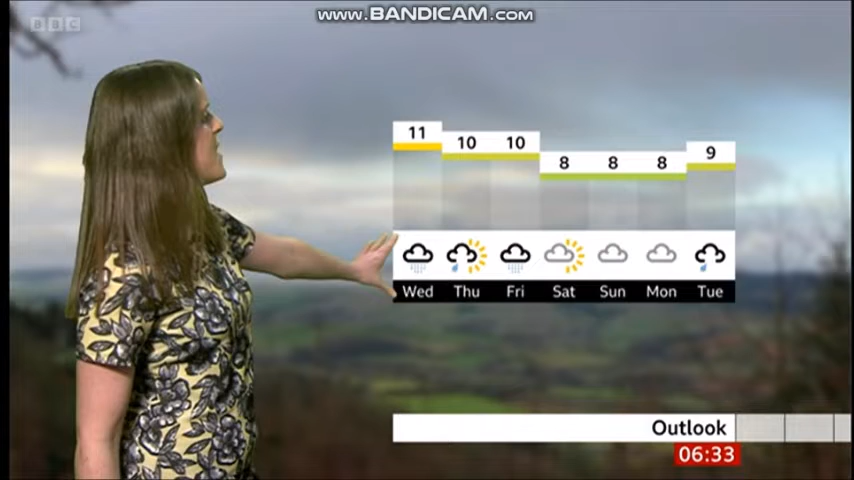 www.BANDICAM.com
BBC
11 10 10 8 8 8 9
Wed Thu Fri Sat Sun Mon Tue
Outlook
06:33